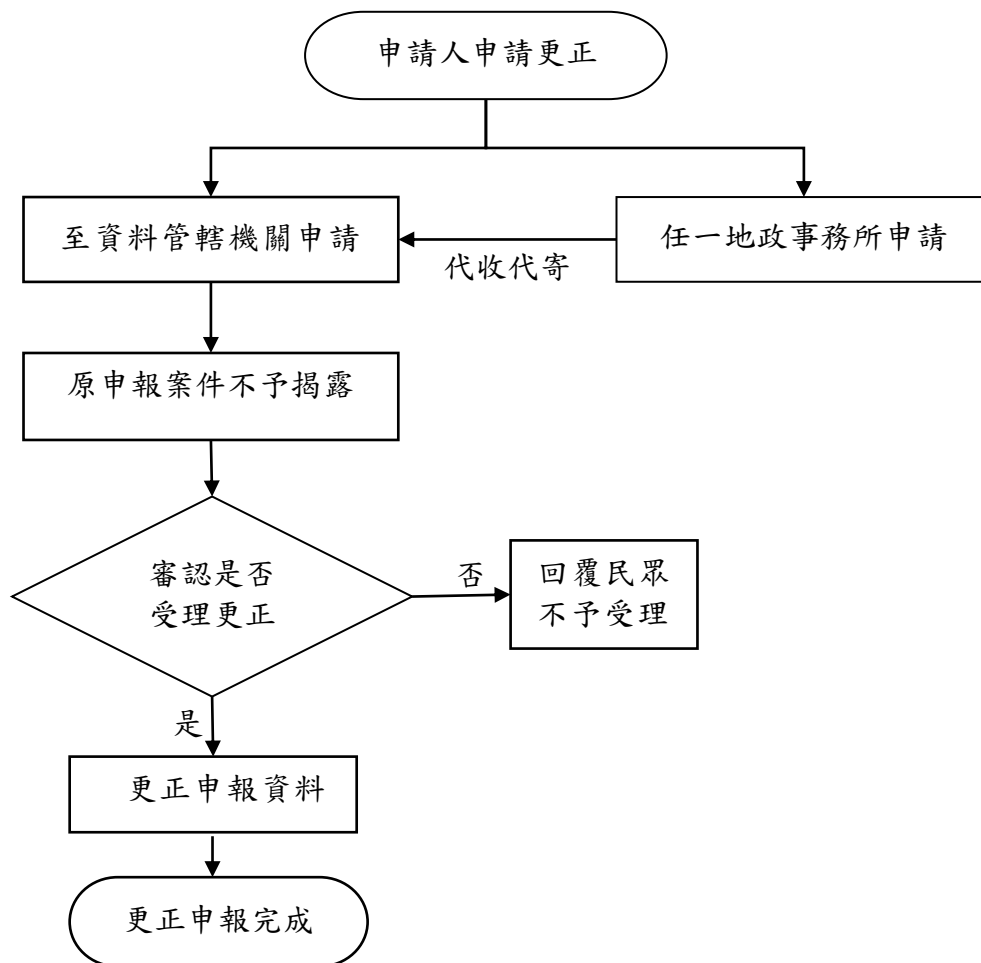 申請人申請更正
至資料管轄機關申請
任一地政事務所申請
代收代寄
原申報案件不予揭露
審認是否
受理更正
否
回覆民眾
不予受理
是
更正申報資料
更正申報完成